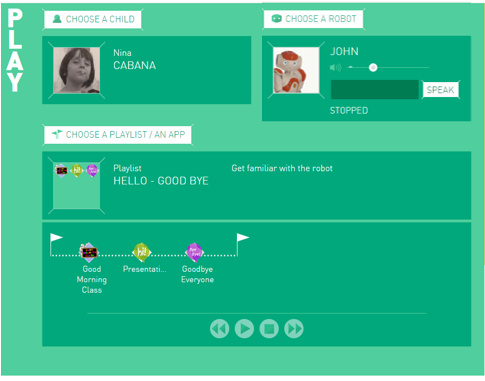 PLAY
CHOOSE A CHILD
CHOOSE A ROBOT
Nina
CABANA
JOHN
SPEAK
STOPPED
CHOOSE A PLAYLIST / AN APP
Playlist
Get familiar with the robot
HELLO - GOOD BYE
Good
Morning
Class
Presentati...
Goodbye
Everyone